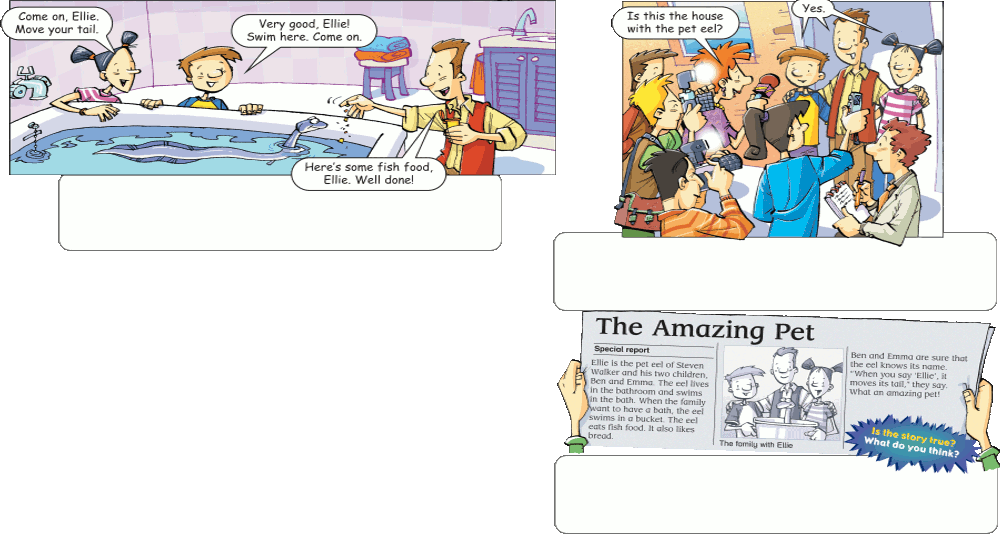 Come on, Ellie.
Move your tail.
Very good, Ellie!
Swim here. Come on.
Here's some fish food,
Ellie. Well done!
Is this the house
with the pet eel?
Yes.
The Amazing Pet
Special report
Ellie is the pet eel of Steven
Walker and his two children,
Ben and Emma. The eel lives
in the bathroom and swims
in the bath. When the family
want to have a bath, the eel
swims in a bucket. The eel
eats fish food. It also likes
bread.
The family with Ellie
Ben and Emma are sure that
the eel knows its name.
"When you say 'Ellie', it
moves its tail," they say.
What an amazing pet!
Is the story true?
What do you think?